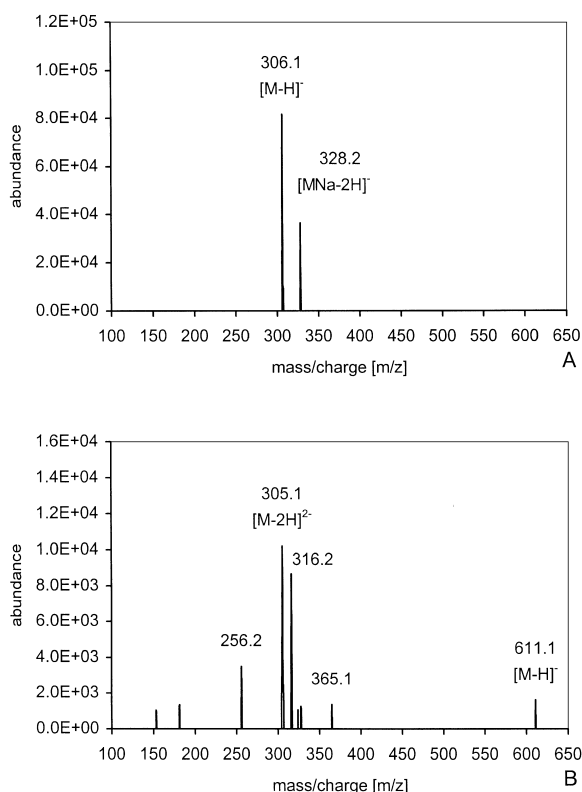 1.2E+05
1.0E+05
8.0E+04
6.0E+04
4.0E+04
2.0E+04
0.0E+00
abundance
306.1
[M-H]-
328.2
[MNa-2H]-
100 150 200 250 300 350 400 450 500 550 600 650
mass/charge [m/z]
A
1.6E+04
1.4E+04
1.2E+04
1.0E+04
8.0E+03
6.0E+03
4.0E+03
2.0E+03
0.0E+00
abundance
305.1
[M-2H]2-
316.2
256.2
365.1
611.1
[M-H]-
100 150 200 250 300 350 400 450 500 550 600 650
mass/charge [m/z]
B